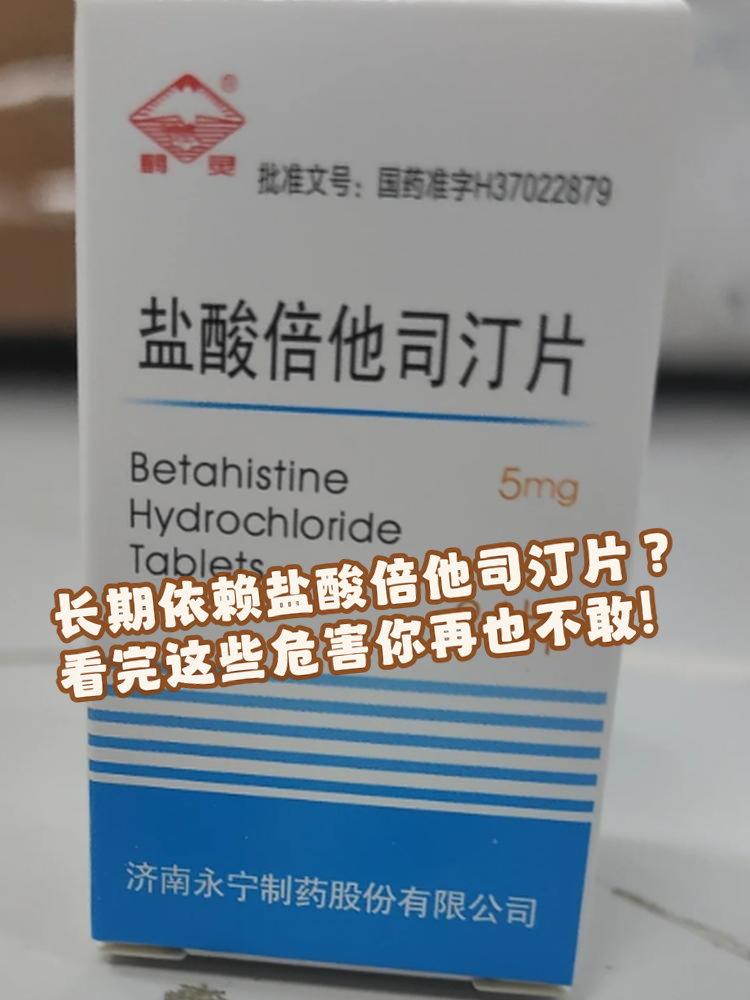 鹊灵
批准文号：国药准字H37022879
盐酸倍他司汀片
Betahistine
5mg
Hydrochloride
Tablets
长期依赖盐酸倍他司汀片？
看完这些危害你再也不敢!
济南永宁制药股份有限公司